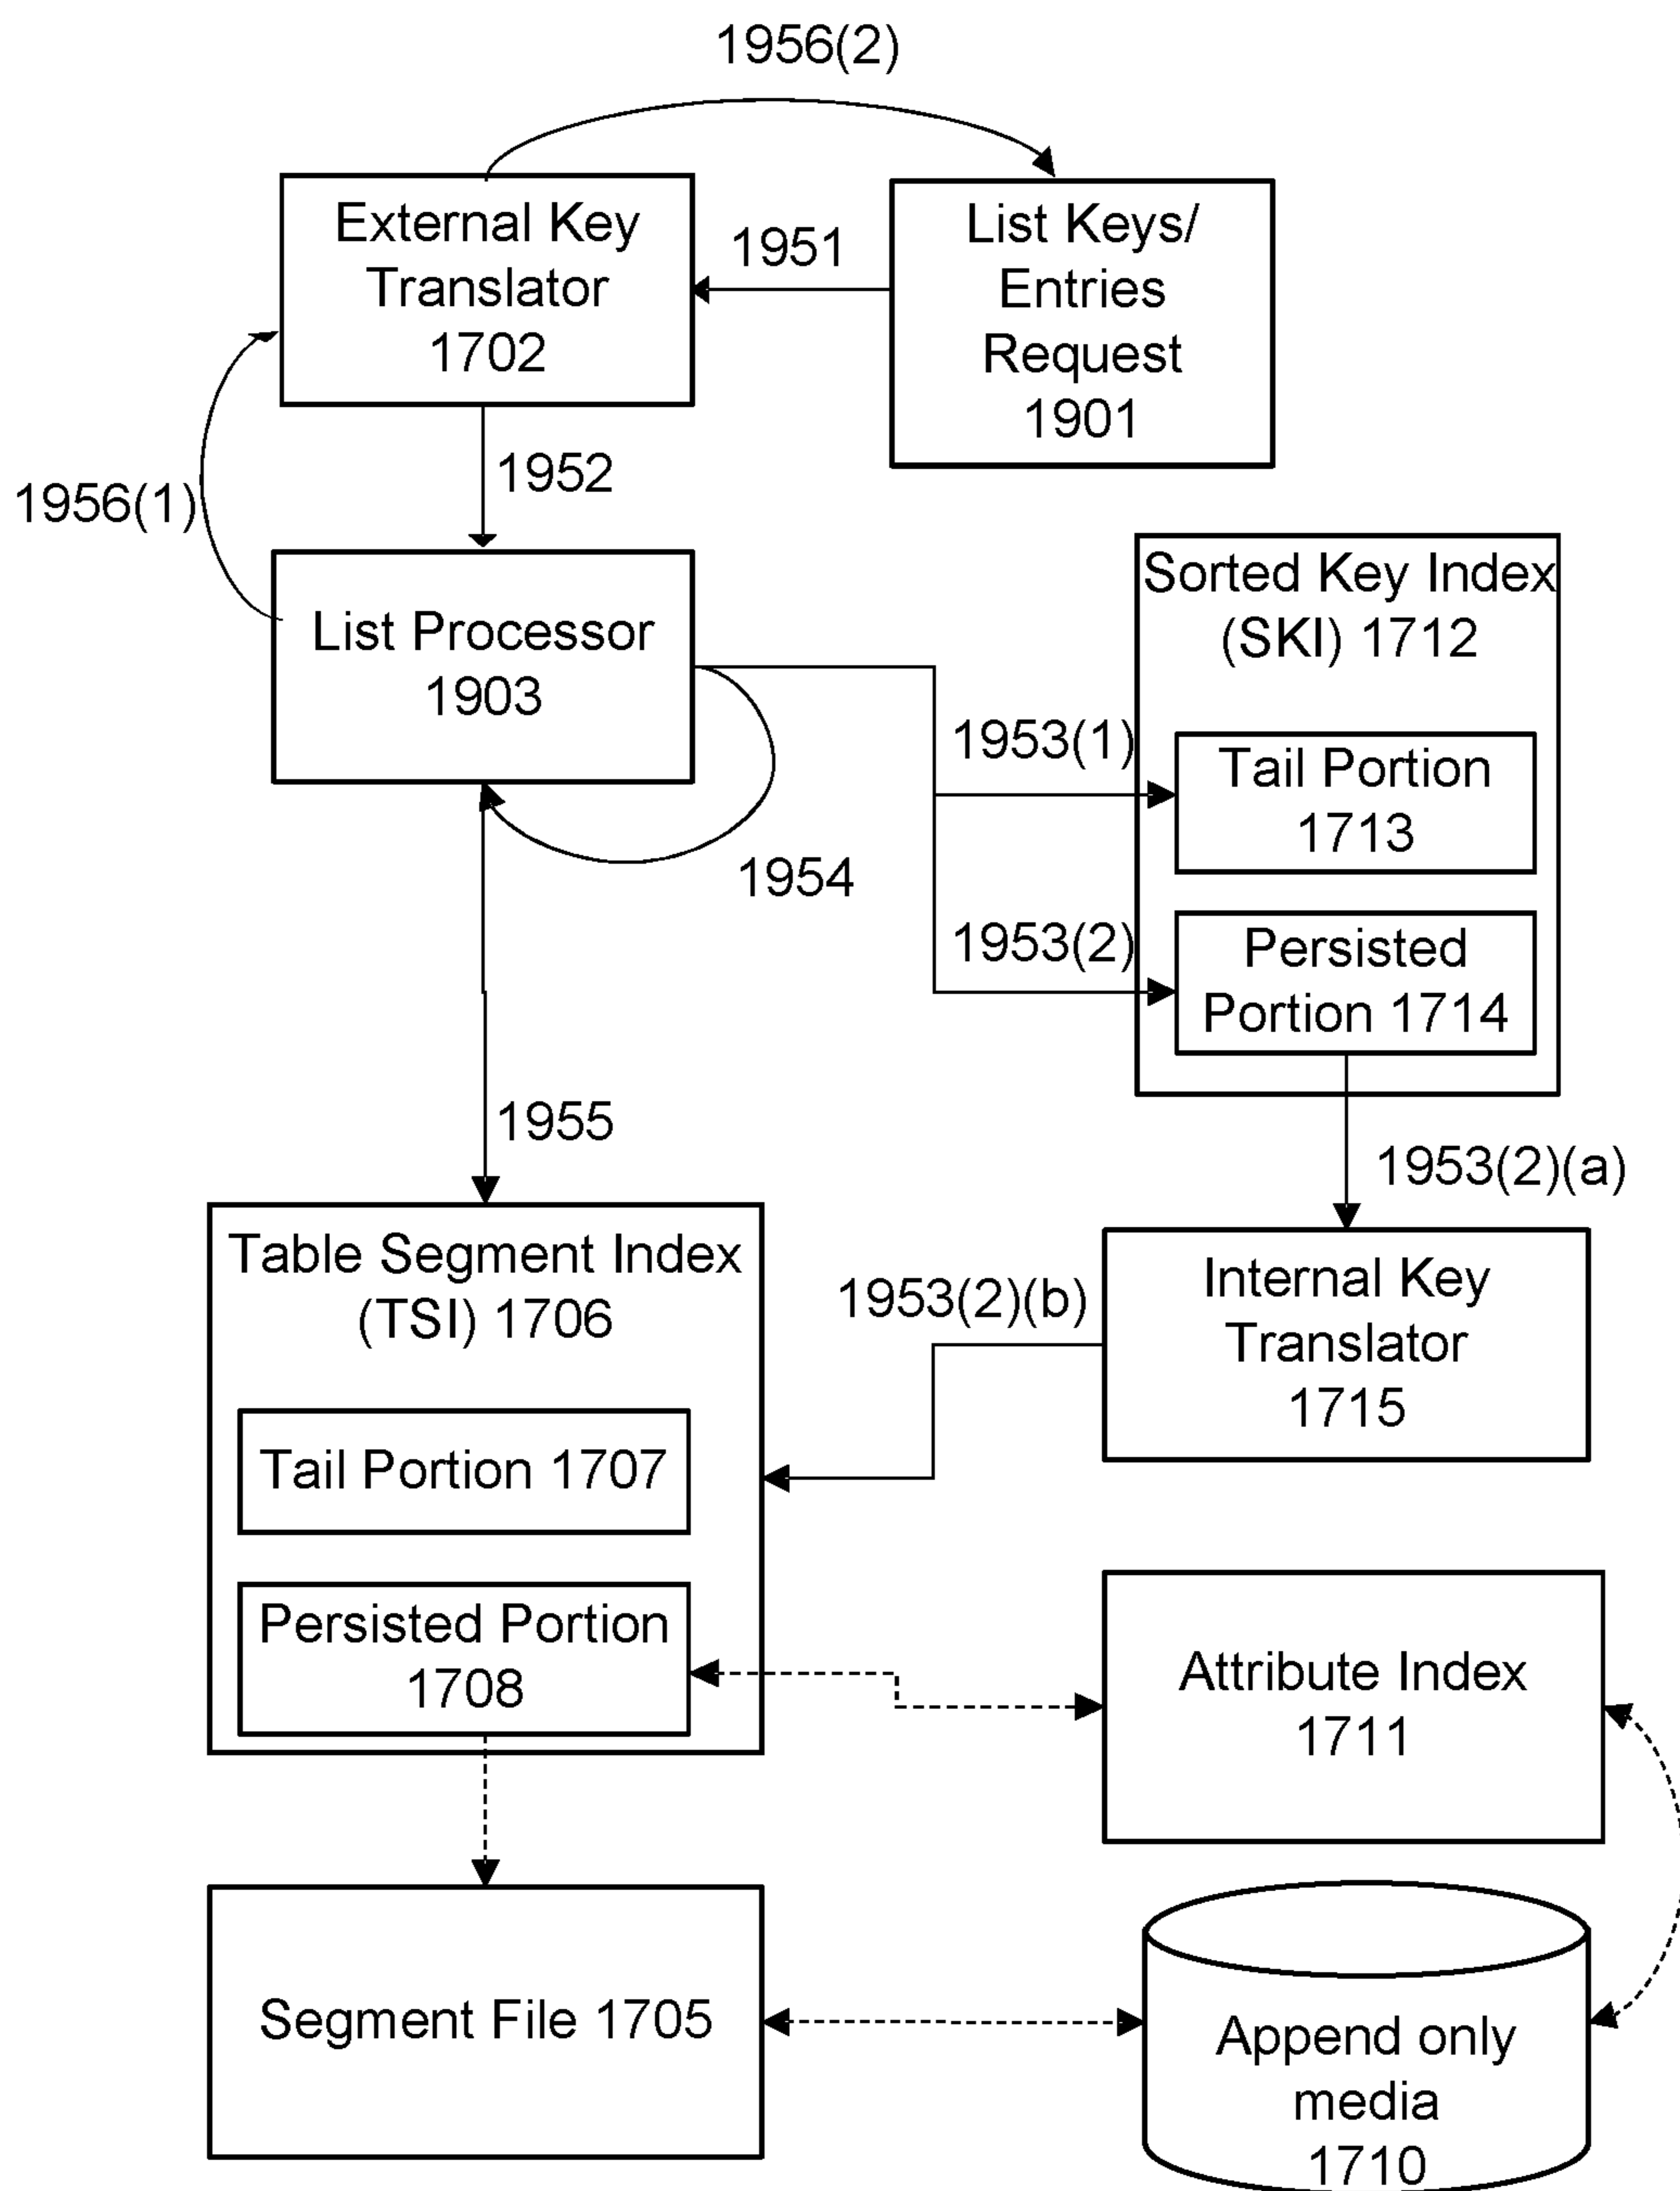 1956(2)
External Key
Translator
1702
1951
List Keys/
Entries
Request
1901
1952
1956(1)
List Processor
1903
Sorted Key Index
(SKI) 1712
1953(1)
Tail Portion
1713
1954
1953(2)
Persisted
Portion 1714
1955
1953(2)(a)
Table Segment Index
(TSI) 1706
1953(2)(b)
Internal Key
Translator
1715
Tail Portion 1707
Persisted Portion
1708
Attribute Index
1711
Segment File 1705
Append only
media
1710